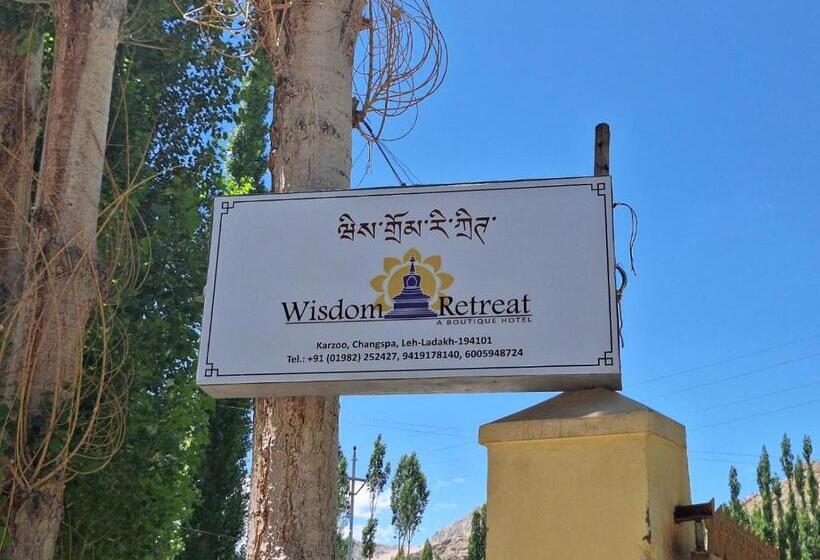 ཝིས་གྲོམ་རི་ཀྲིཊ་
Wisdom Retreat
A BOUTIQUE HOTEL
Karzoo, Changspa, Leh-Ladakh-194101
Tel.: +91 (01982) 252427, 9419178140, 6005948724